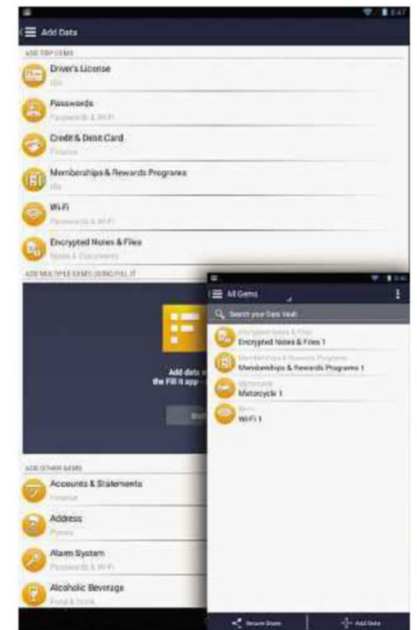 8:47
Add Data
ADD TOP GEMS
Driver's License
IDs
Passwords
Passwords & Wi-Fi
Credit & Debit Card
Finance
Memberships & Rewards Programs
IDs
Wi-Fi
Passwords & Wi-Fi
Encrypted Notes & Files
Notes & Documents
ADD MULTIPLE GEMS USING FILL IT
Add data
the Fill It app
ADD OTHER GEMS
Accounts & Statements
Finance
Address
Places
Alarm System
Passwords & Wi-Fi
Alcoholic Beverage
Food & Drink
All Gems
Search your Data Vault
Encrypted Notes & Files
Encrypted Notes & Files 1
Memberships & Rewards Programs
Memberships & Rewards Programs 1
Motorcycle
Motorcycle 1
Wi-Fi
Wi-Fi 1
Secure Share
Add Data